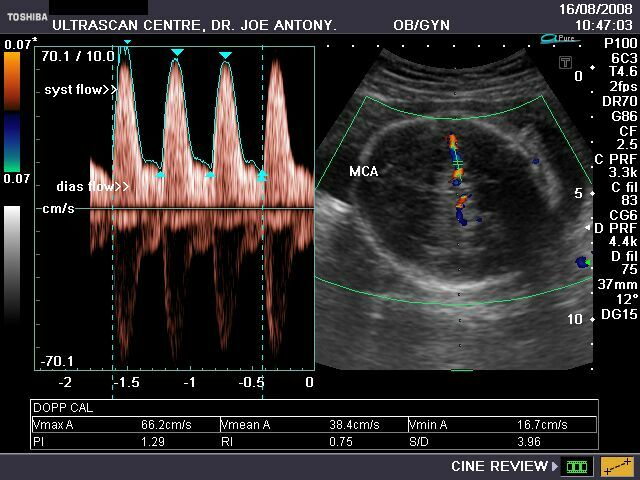 TOSHIBA
ULTRASCAN CENTRE, DR. JOE ANTONY. OB/GYN
16/08/2008
10:47:03
Pure
T
0.07*
0.07
70.1 / 10.0
syst flow>>
dias flow>>
cm/s
-70.1
-2 -1.5 -1 -0.5 0
MCA
0
5
10
P100
6C3
T4.6
2fps
DR70
G86
CF
2.5
C PRF
3.3k
C fil
83
CG6
D PRF
4.4k
D fil
75
37mm
12°
DG15
DOPP CAL
Vmax A 66.2cm/s Vmean A 38.4cm/s Vmin A 16.7cm/s
PI 1.29 RI 0.75 S/D 3.96
CINE REVIEW